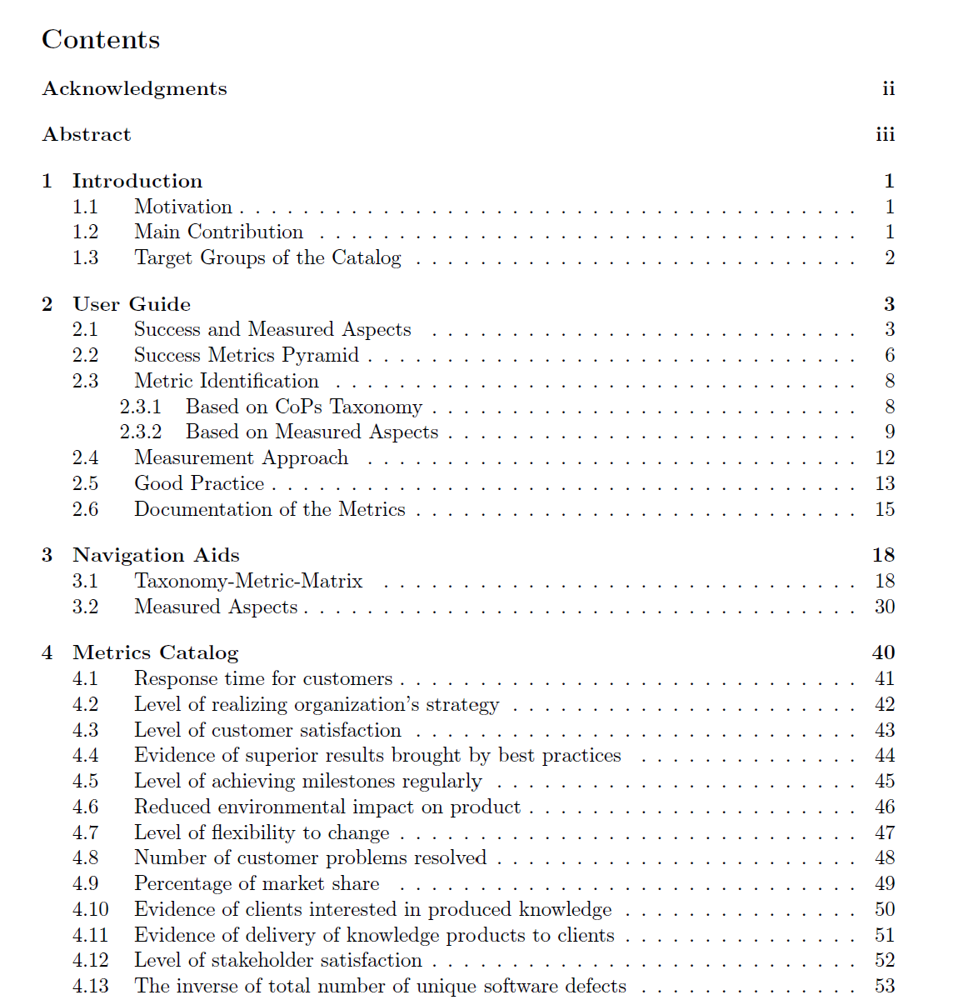 Contents
Acknowledgments ii
Abstract iii
1 Introduction 1
1.1 Motivation . . . . . . . . . . . . . . . . . . . . . . . . . . . . . . . . . . . . . . . 1
1.2 Main Contribution . . . . . . . . . . . . . . . . . . . . . . . . . . . . . . . . . . 1
1.3 Target Groups of the Catalog . . . . . . . . . . . . . . . . . . . . . . . . . . . . 2
2 User Guide 3
2.1 Success and Measured Aspects . . . . . . . . . . . . . . . . . . . . . . . . . . . 3
2.2 Success Metrics Pyramid . . . . . . . . . . . . . . . . . . . . . . . . . . . . . . . 6
2.3 Metric Identification . . . . . . . . . . . . . . . . . . . . . . . . . . . . . . . . . 8
2.3.1 Based on CoPs Taxonomy . . . . . . . . . . . . . . . . . . . . . . . . . . . 8
2.3.2 Based on Measured Aspects . . . . . . . . . . . . . . . . . . . . . . . . . . 9
2.4 Measurement Approach . . . . . . . . . . . . . . . . . . . . . . . . . . . . . . . 12
2.5 Good Practice . . . . . . . . . . . . . . . . . . . . . . . . . . . . . . . . . . . . . 13
2.6 Documentation of the Metrics . . . . . . . . . . . . . . . . . . . . . . . . . . . . 15
3 Navigation Aids 18
3.1 Taxonomy-Metric-Matrix . . . . . . . . . . . . . . . . . . . . . . . . . . . . . . 18
3.2 Measured Aspects . . . . . . . . . . . . . . . . . . . . . . . . . . . . . . . . . . . 30
4 Metrics Catalog 40
4.1 Response time for customers . . . . . . . . . . . . . . . . . . . . . . . . . . . . . 41
4.2 Level of realizing organization's strategy . . . . . . . . . . . . . . . . . . . . . . 42
4.3 Level of customer satisfaction . . . . . . . . . . . . . . . . . . . . . . . . . . . . 43
4.4 Evidence of superior results brought by best practices . . . . . . . . . . . . . . 44
4.5 Level of achieving milestones regularly . . . . . . . . . . . . . . . . . . . . . . . 45
4.6 Reduced environmental impact on product . . . . . . . . . . . . . . . . . . . . . 46
4.7 Level of flexibility to change . . . . . . . . . . . . . . . . . . . . . . . . . . . . . 47
4.8 Number of customer problems resolved . . . . . . . . . . . . . . . . . . . . . . . 48
4.9 Percentage of market share . . . . . . . . . . . . . . . . . . . . . . . . . . . . . 49
4.10 Evidence of clients interested in produced knowledge . . . . . . . . . . . . . . . 50
4.11 Evidence of delivery of knowledge products to clients . . . . . . . . . . . . . . . 51
4.12 Level of stakeholder satisfaction . . . . . . . . . . . . . . . . . . . . . . . . . . . 52
4.13 The inverse of total number of unique software defects . . . . . . . . . . . . . . 53